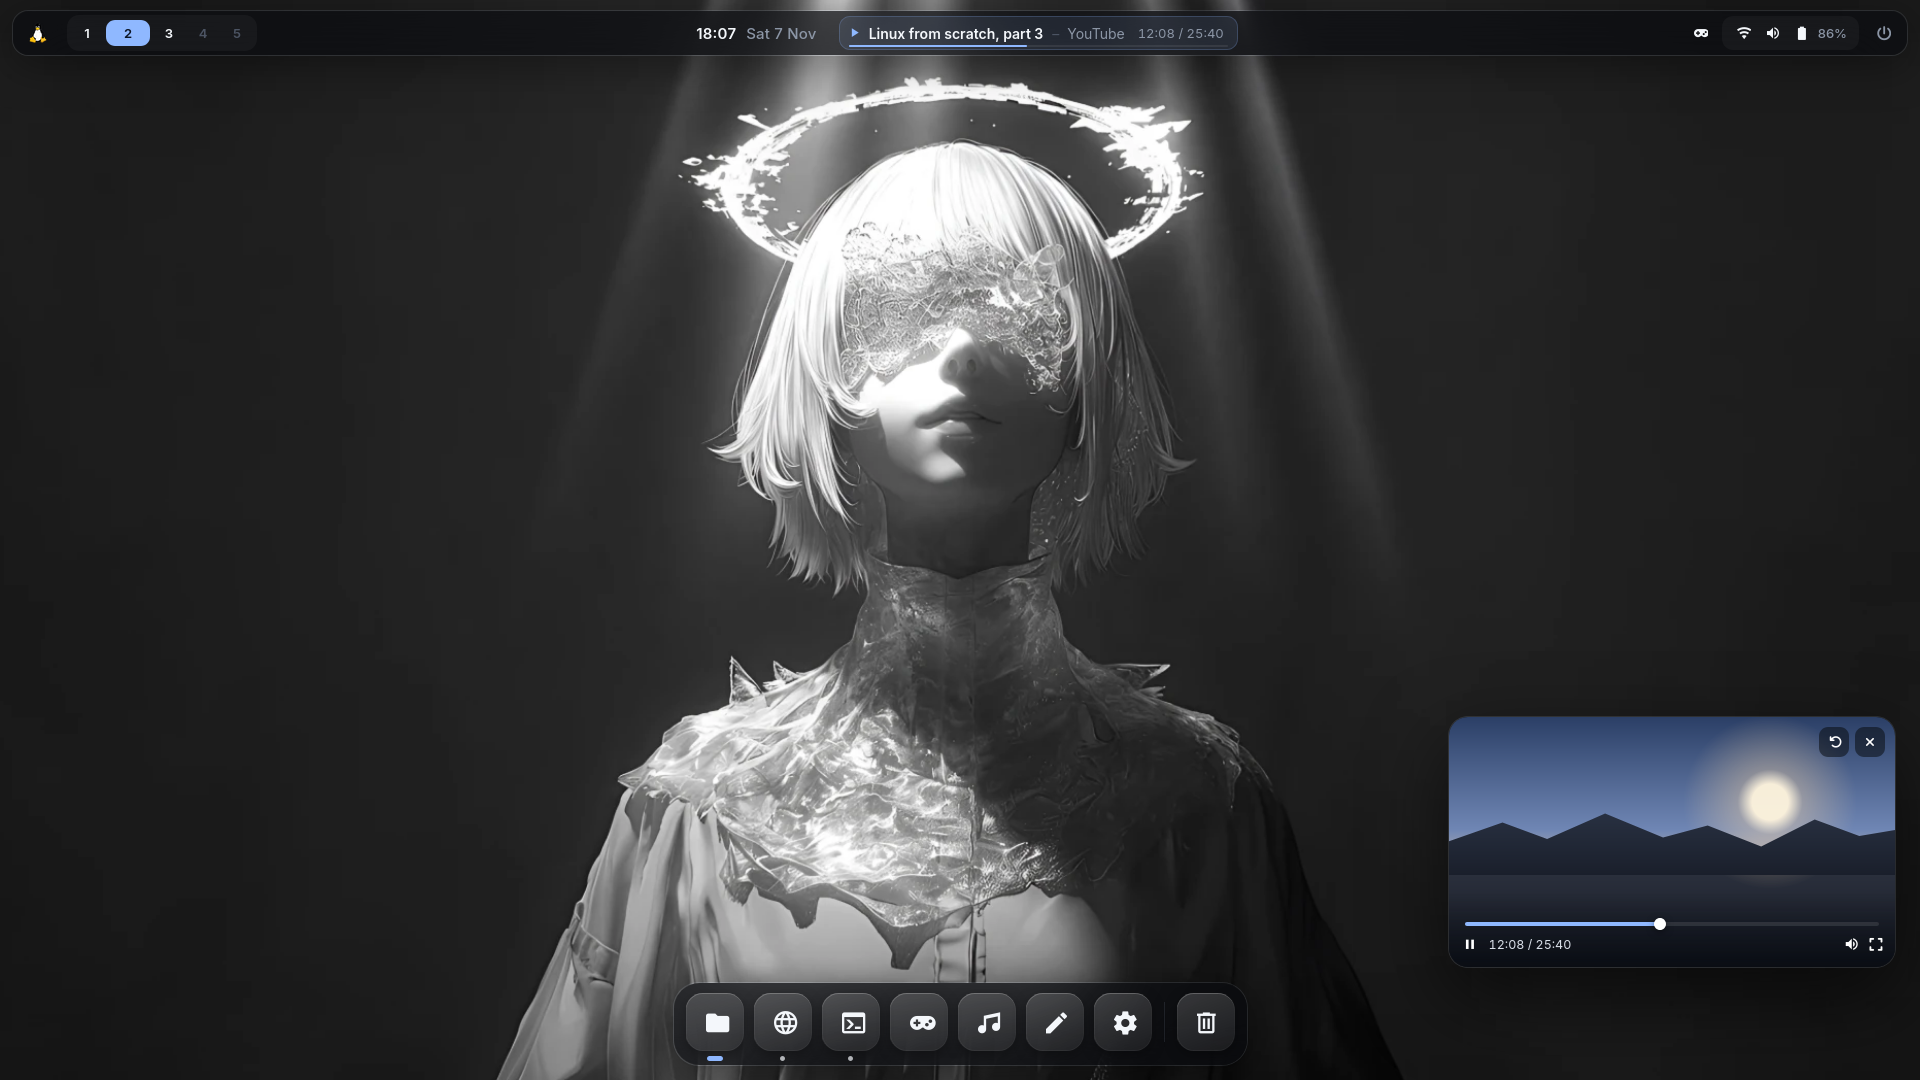 1 2 3 4 5
18:07 Sat 7 Nov
Linux from scratch, part 3 – YouTube 12:08 / 25:40
86%
12:08 / 25:40